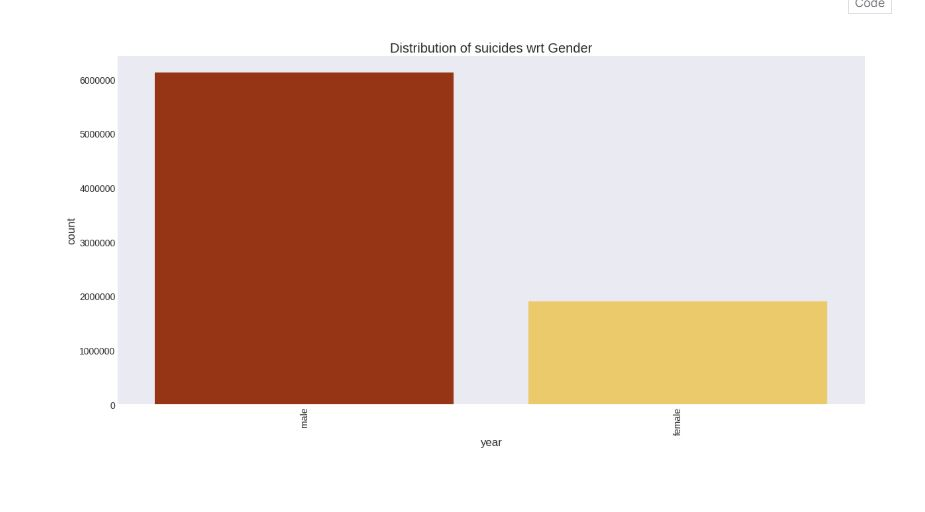 Code
Distribution of suicides wrt Gender
6000000
5000000
4000000
3000000
2000000
1000000
0
count
male
female
year